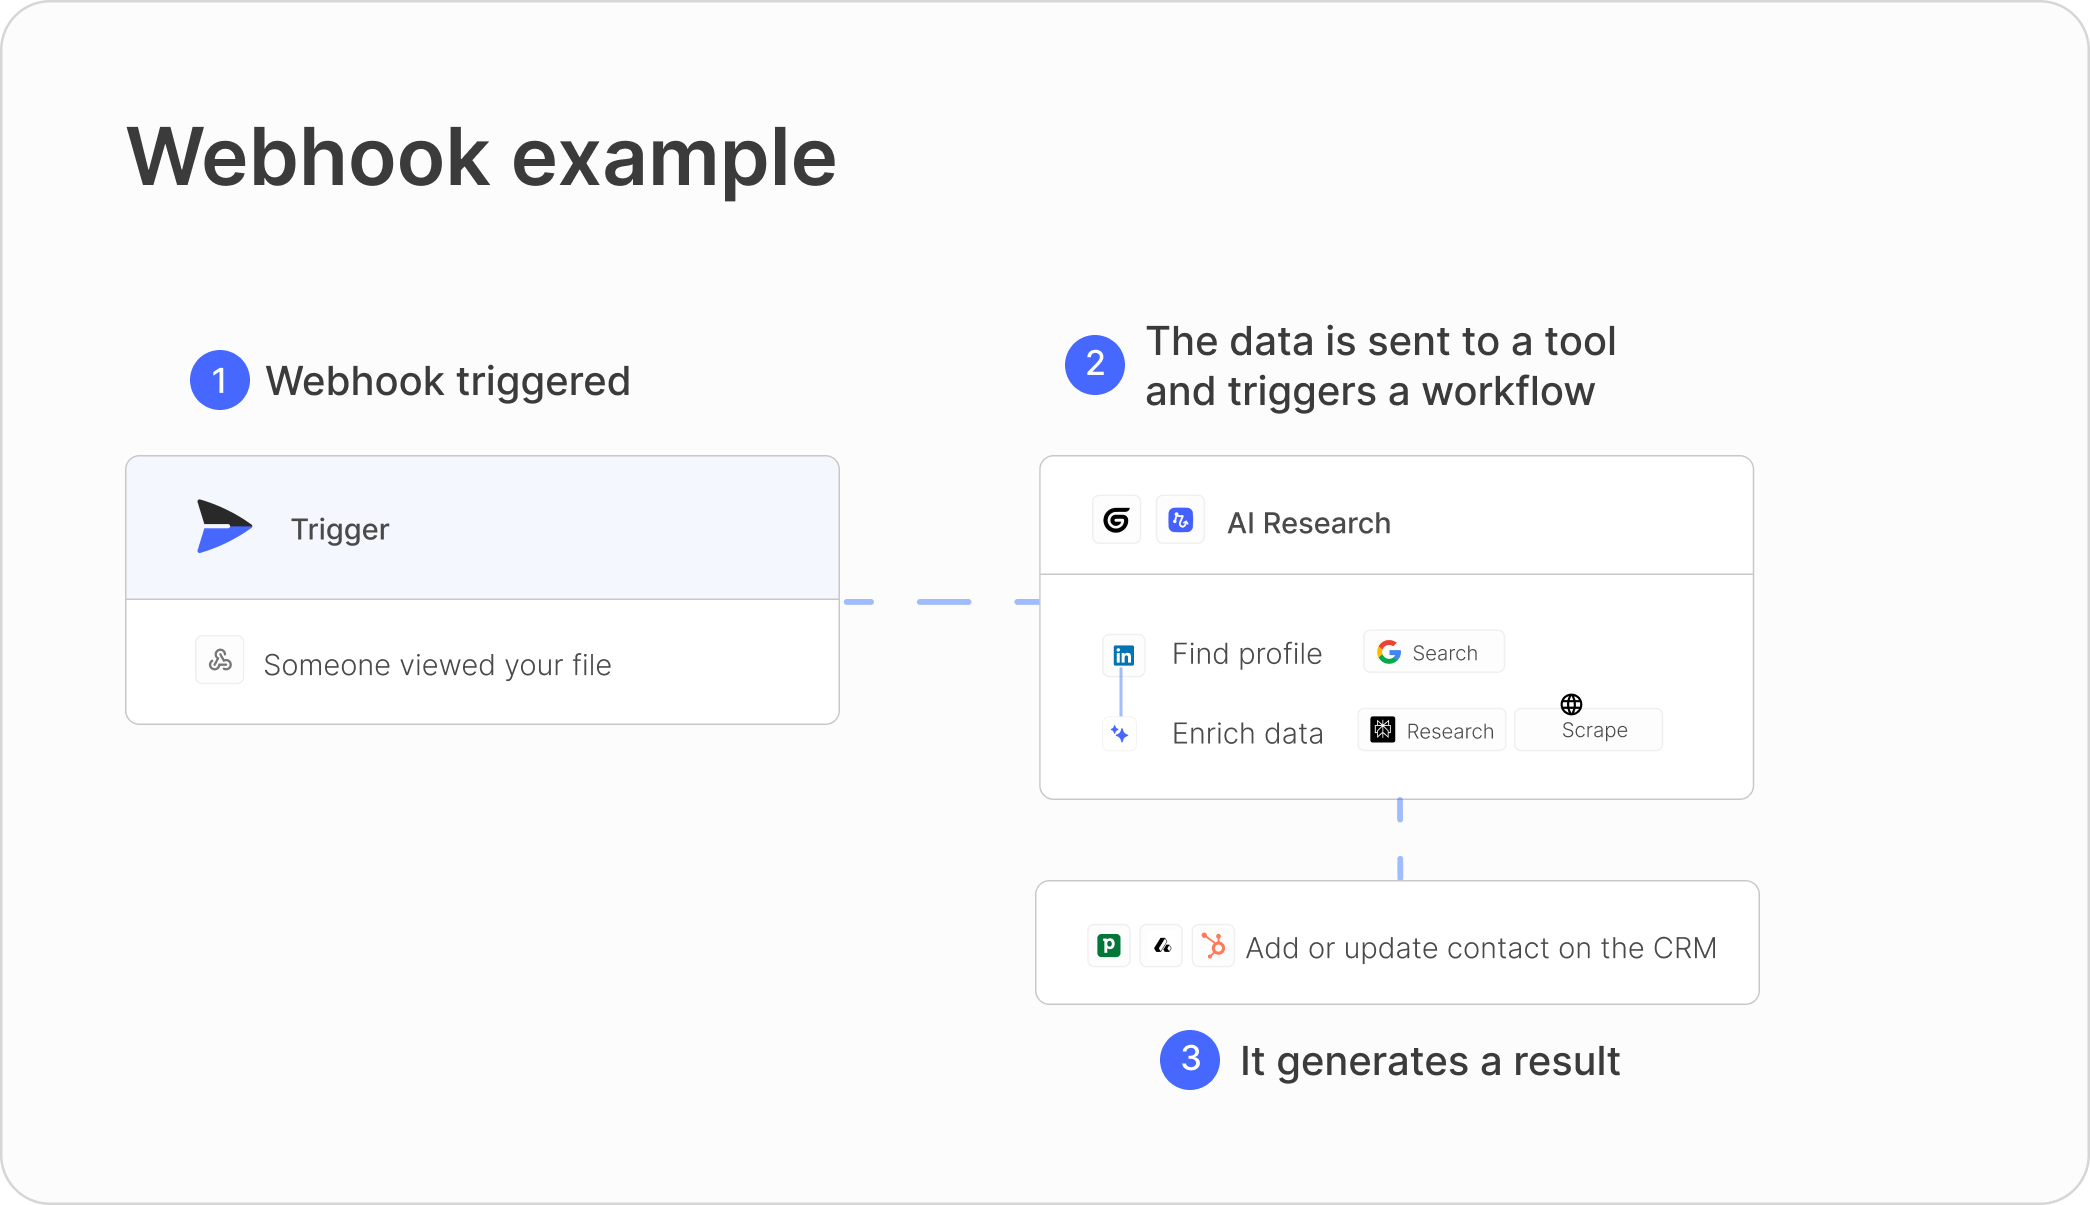 Webhook example
1 Webhook triggered
Trigger
Someone viewed your file
2 The data is sent to a tool
and triggers a workflow
AI Research
in Find profile Search
Enrich data Research Scrape
p Add or update contact on the CRM
3 It generates a result